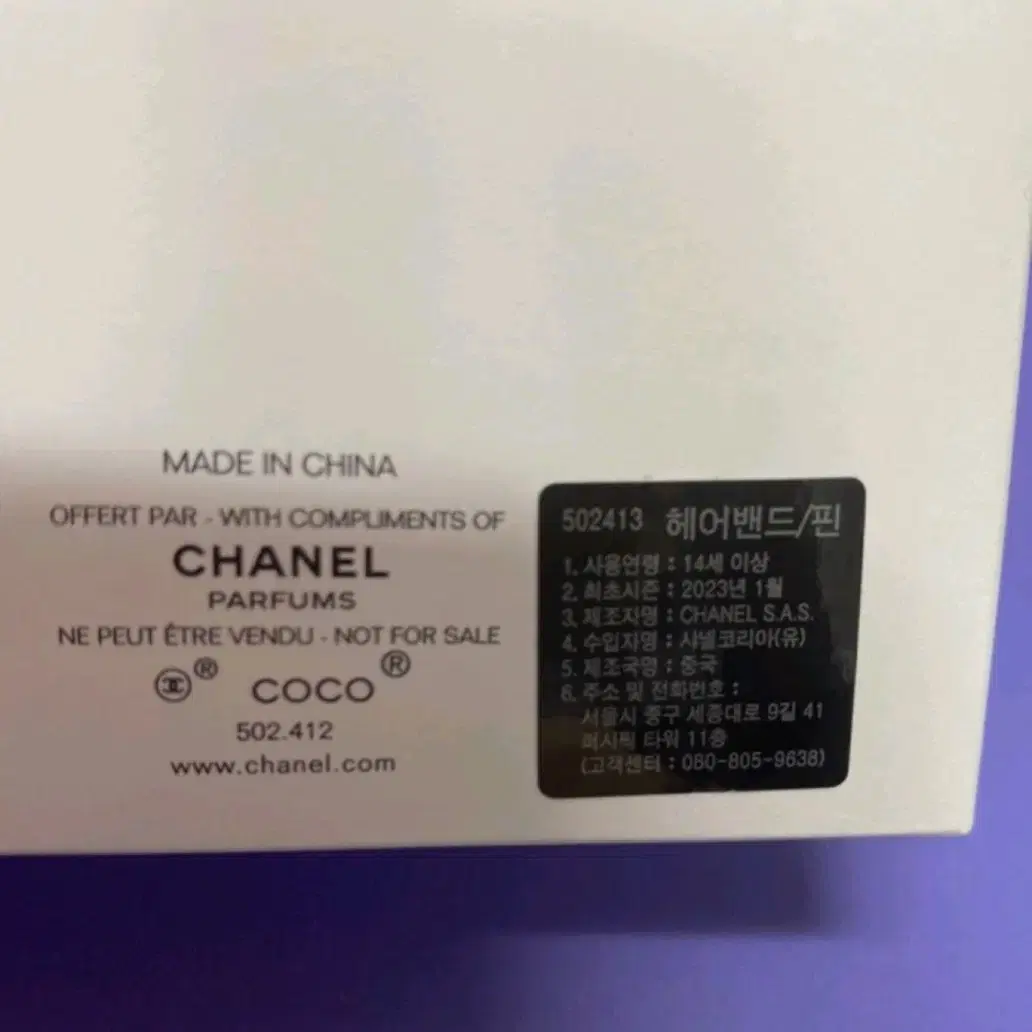 MADE IN CHINA
OFFERT PAR - WITH COMPLIMENTS OF
CHANEL
PARFUMS
NE PEUT ÊTRE VENDU - NOT FOR SALE
® COCO ®
502.412
www.chanel.com
502413 헤어밴드/핀
1. 사용연령 : 14세 이상
2. 최초시즌 : 2023년 1월
3. 제조자명 : CHANEL S.A.S.
4. 수입자명 : 샤넬코리아(유)
5. 제조국명 : 중국
6. 주소 및 전화번호 :
서울시 중구 세종대로 9길 41
퍼시픽 타워 11층
(고객센터 : 080-805-9638)